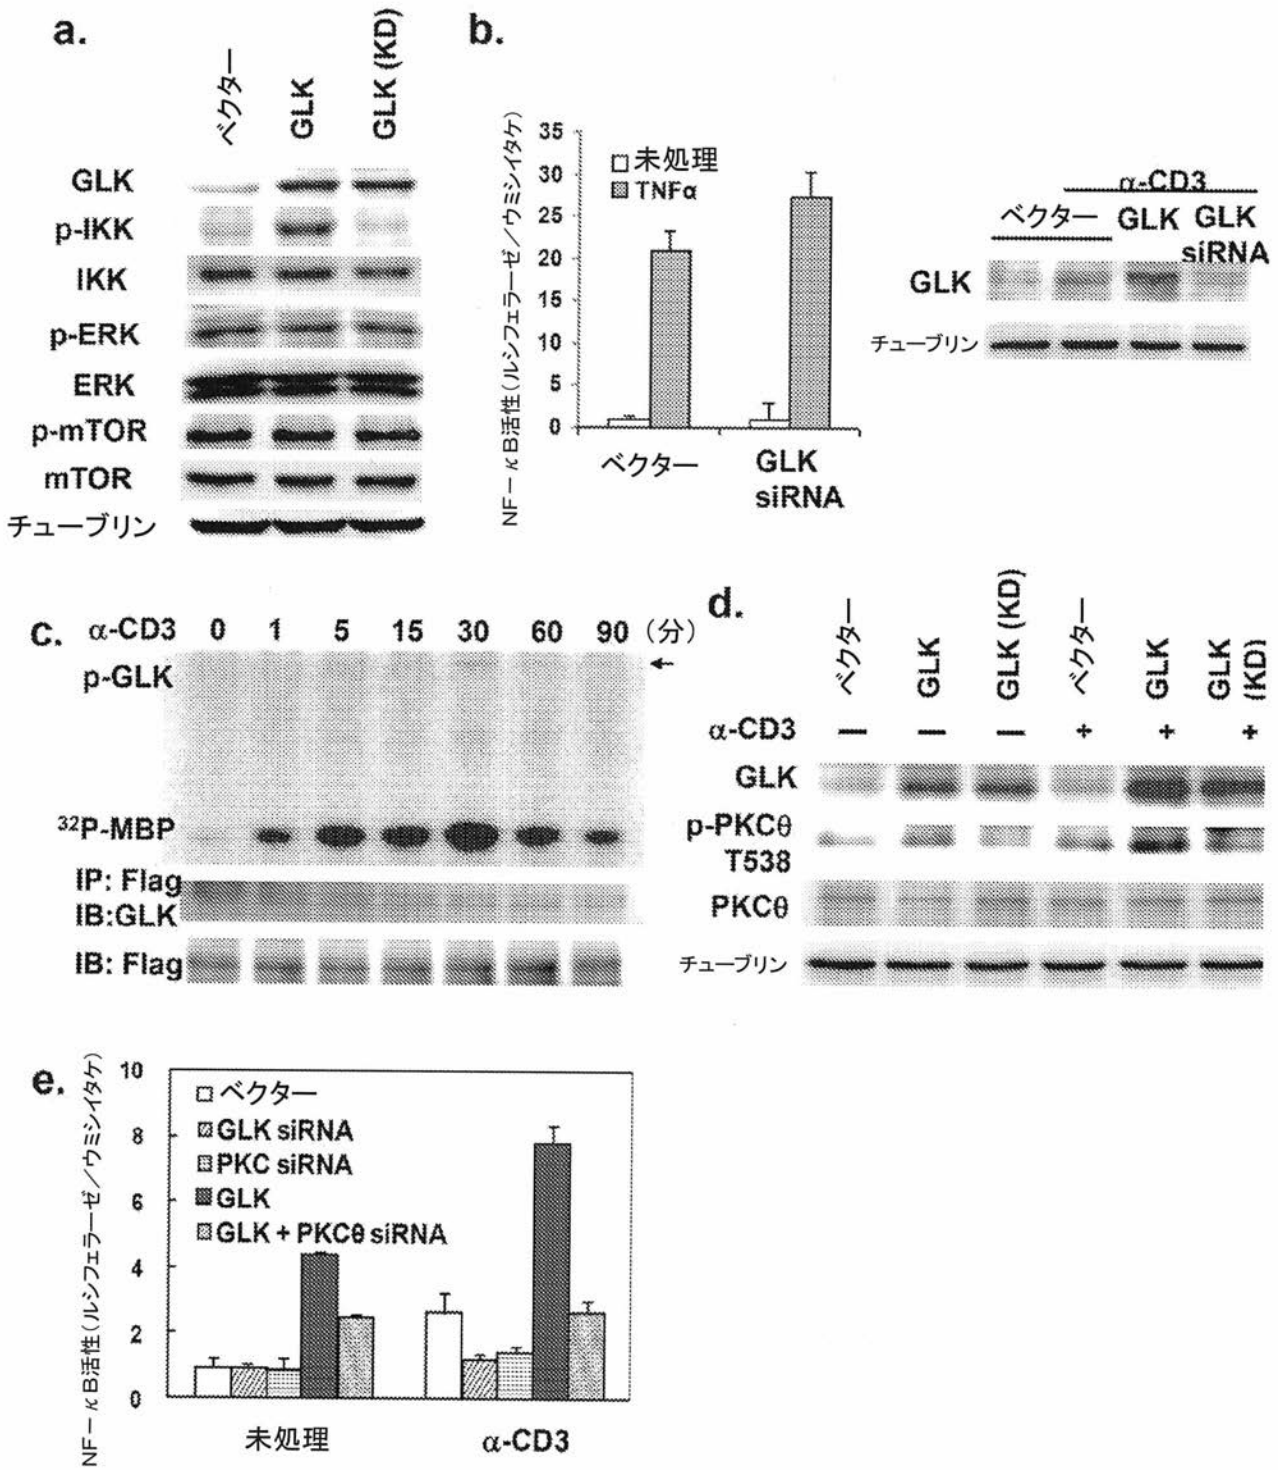 a.
ベクター
GLK
GLK (KD)
GLK
p-IKK
IKK
p-ERK
ERK
p-mTOR
mTOR
チューブリン
b.
NF－κB活性(ルシフェラーゼ／ウミシイタケ)
35
30
25
20
15
10
5
0
未処理
TNFα
ベクター
GLK
siRNA
α-CD3
ベクター GLK GLK
siRNA
GLK
チューブリン
c.
α-CD3 0 1 5 15 30 60 90 (分)
p-GLK
32P-MBP
IP: Flag
IB:GLK
IB: Flag
d.
ベクター
GLK
GLK (KD)
ベクター
GLK
GLK
(KD)
α-CD3 － － － + + +
GLK
p-PKCθ
T538
PKCθ
チューブリン
e.
NF－κB活性(ルシフェラーゼ／ウミシイタケ)
10
8
6
4
2
0
ベクター
GLK siRNA
PKC siRNA
GLK
GLK + PKCθ siRNA
未処理
α-CD3